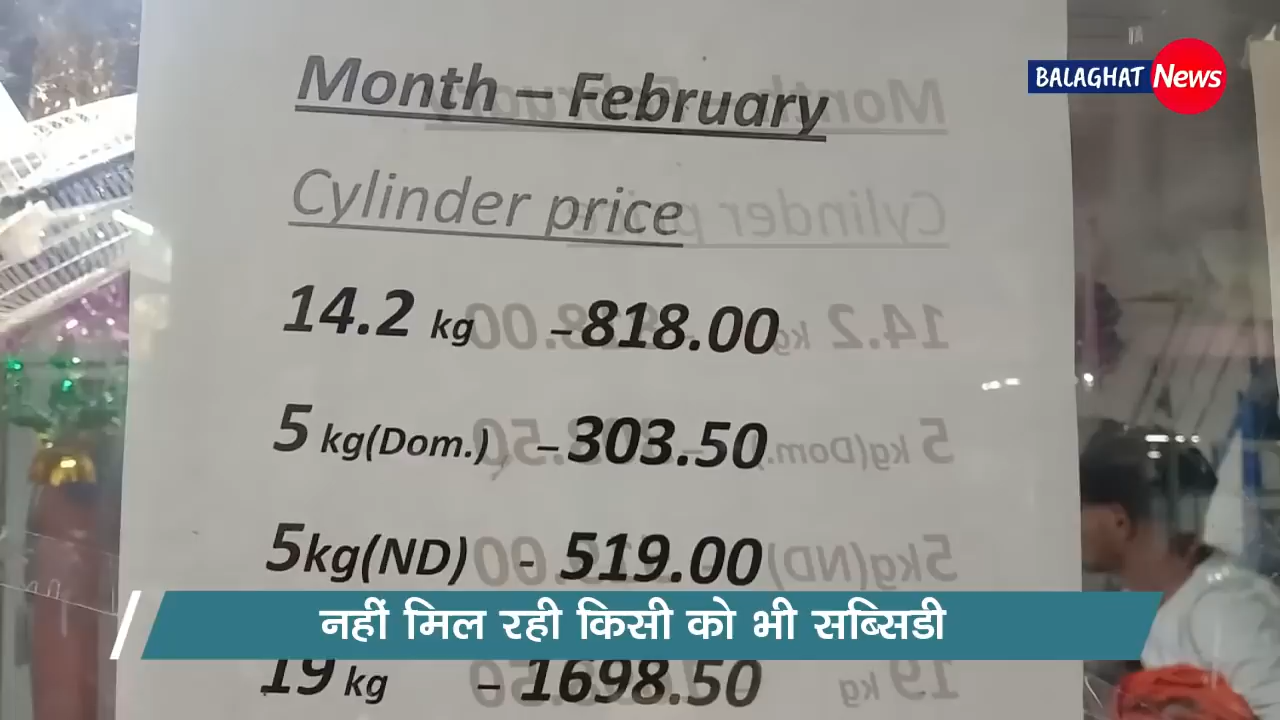 BALAGHAT News
Month – February
Cylinder price
14.2 kg –818.00
5 kg(Dom.) –303.50
5kg(ND) - 519.00
नहीं मिल रही किसी को भी सब्सिडी
19 kg – 1698.50